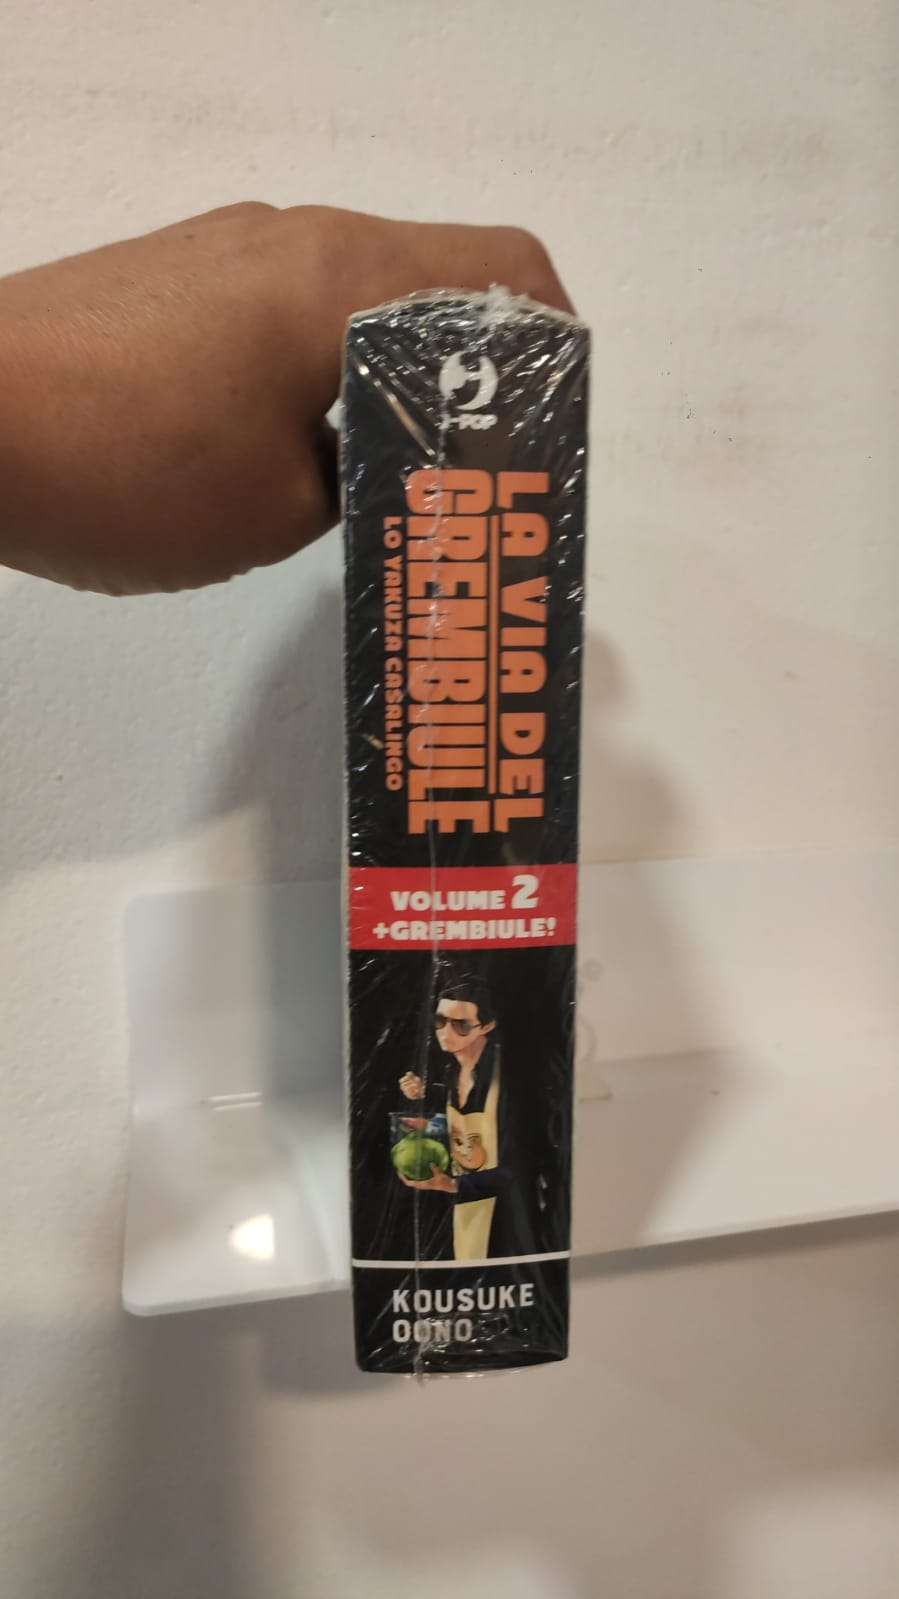 J-POP
LA VIA DEL
GREMBIULE
LO YAKUZA CASALINGO
VOLUME 2
+GREMBIULE!
KOUSUKE
OONO